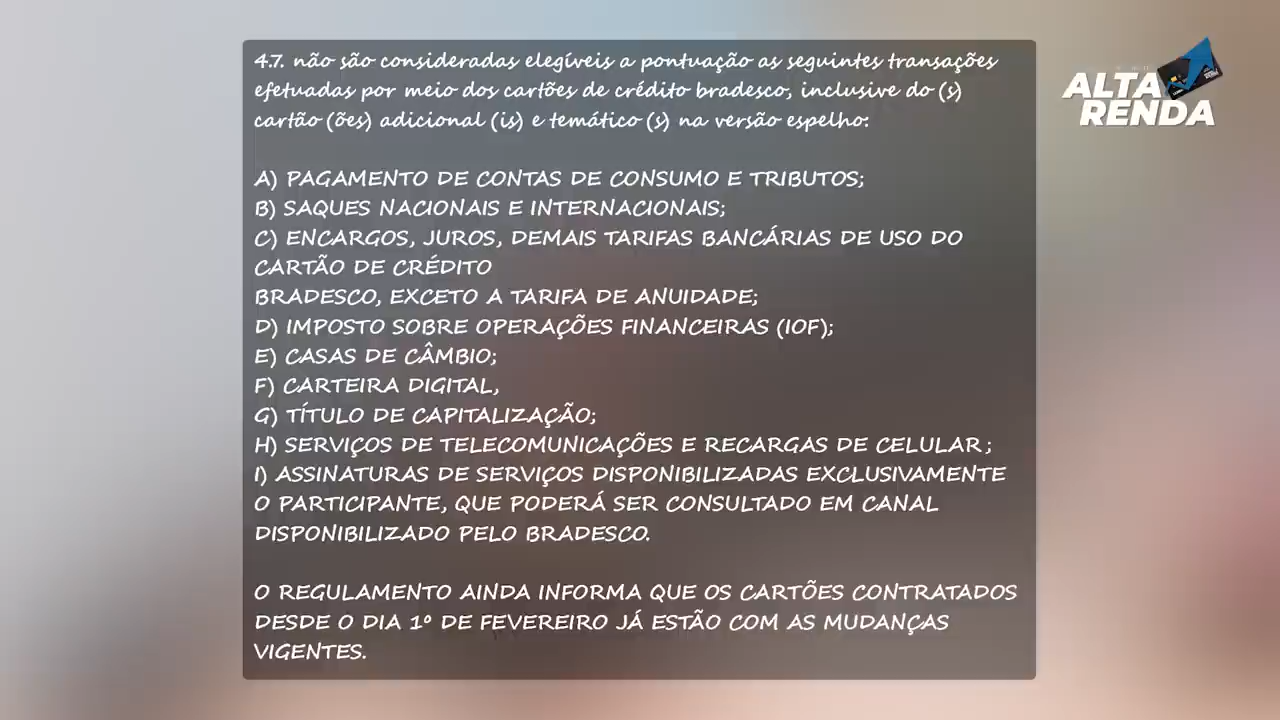 4.7. não são consideradas elegíveis a pontuação as seguintes transações
efetuadas por meio dos cartões de crédito bradesco, inclusive do (s)
cartão (ões) adicional (is) e temático (s) na versão espelho:
A) PAGAMENTO DE CONTAS DE CONSUMO E TRIBUTOS;
B) SAQUES NACIONAIS E INTERNACIONAIS;
C) ENCARGOS, JUROS, DEMAIS TARIFAS BANCÁRIAS DE USO DO
CARTÃO DE CRÉDITO
BRADESCO, EXCETO A TARIFA DE ANUIDADE;
D) IMPOSTO SOBRE OPERAÇÕES FINANCEIRAS (IOF);
E) CASAS DE CÂMBIO;
F) CARTEIRA DIGITAL,
G) TÍTULO DE CAPITALIZAÇÃO;
H) SERVIÇOS DE TELECOMUNICAÇÕES E RECARGAS DE CELULAR;
I) ASSINATURAS DE SERVIÇOS DISPONIBILIZADAS EXCLUSIVAMENTE
O PARTICIPANTE, QUE PODERÁ SER CONSULTADO EM CANAL
DISPONIBILIZADO PELO BRADESCO.
O REGULAMENTO AINDA INFORMA QUE OS CARTÕES CONTRATADOS
DESDE O DIA 1º DE FEVEREIRO JÁ ESTÃO COM AS MUDANÇAS
VIGENTES.
ALTA
RENDA